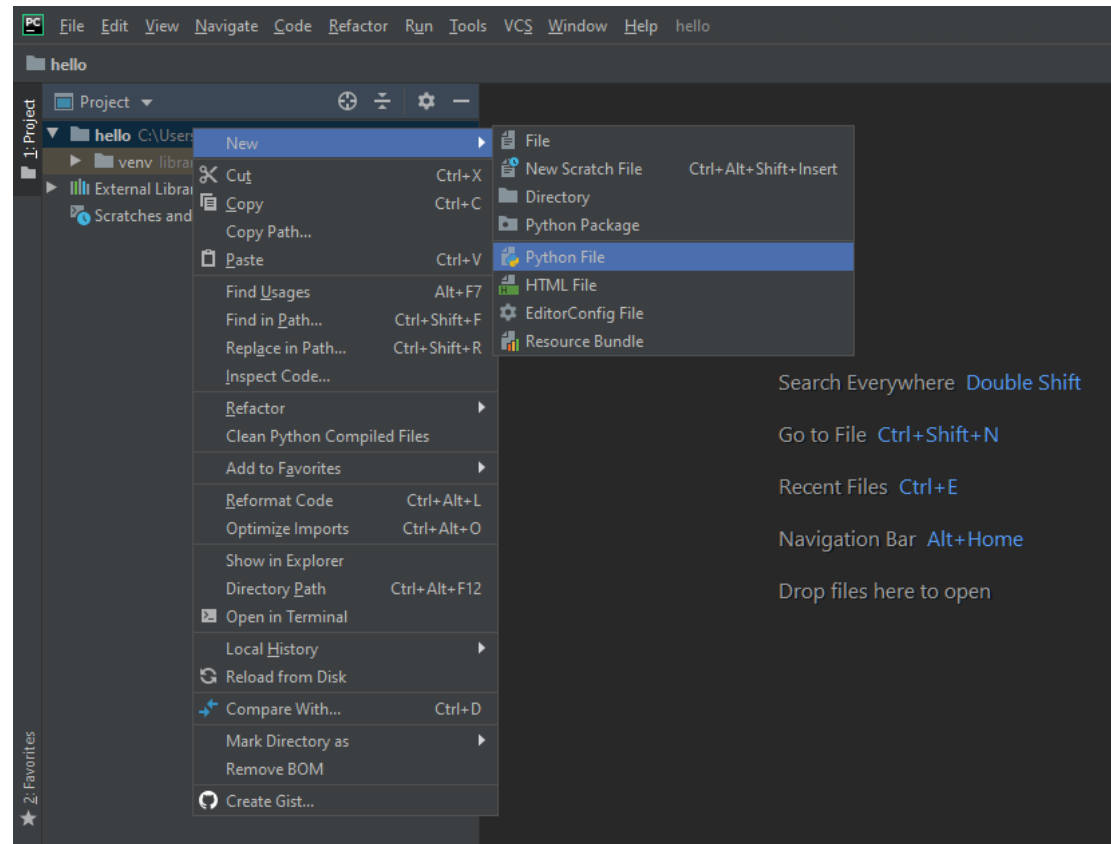 PC File Edit View Navigate Code Refactor Run Tools VCS Window Help hello
hello
1: Project
Project
hello C:\User
venv libra
External Librar
Scratches and
New
Cut Ctrl+X
Copy Ctrl+C
Copy Path...
Paste Ctrl+V
Find Usages Alt+F7
Find in Path... Ctrl+Shift+F
Replace in Path... Ctrl+Shift+R
Inspect Code...
Refactor
Clean Python Compiled Files
Add to Favorites
Reformat Code Ctrl+Alt+L
Optimize Imports Ctrl+Alt+O
Show in Explorer
Directory Path Ctrl+Alt+F12
Open in Terminal
Local History
Reload from Disk
Compare With... Ctrl+D
Mark Directory as
Remove BOM
Create Gist...
File
New Scratch File Ctrl+Alt+Shift+Insert
Directory
Python Package
Python File
HTML File
EditorConfig File
Resource Bundle
Search Everywhere Double Shift
Go to File Ctrl+Shift+N
Recent Files Ctrl+E
Navigation Bar Alt+Home
Drop files here to open
2: Favorites